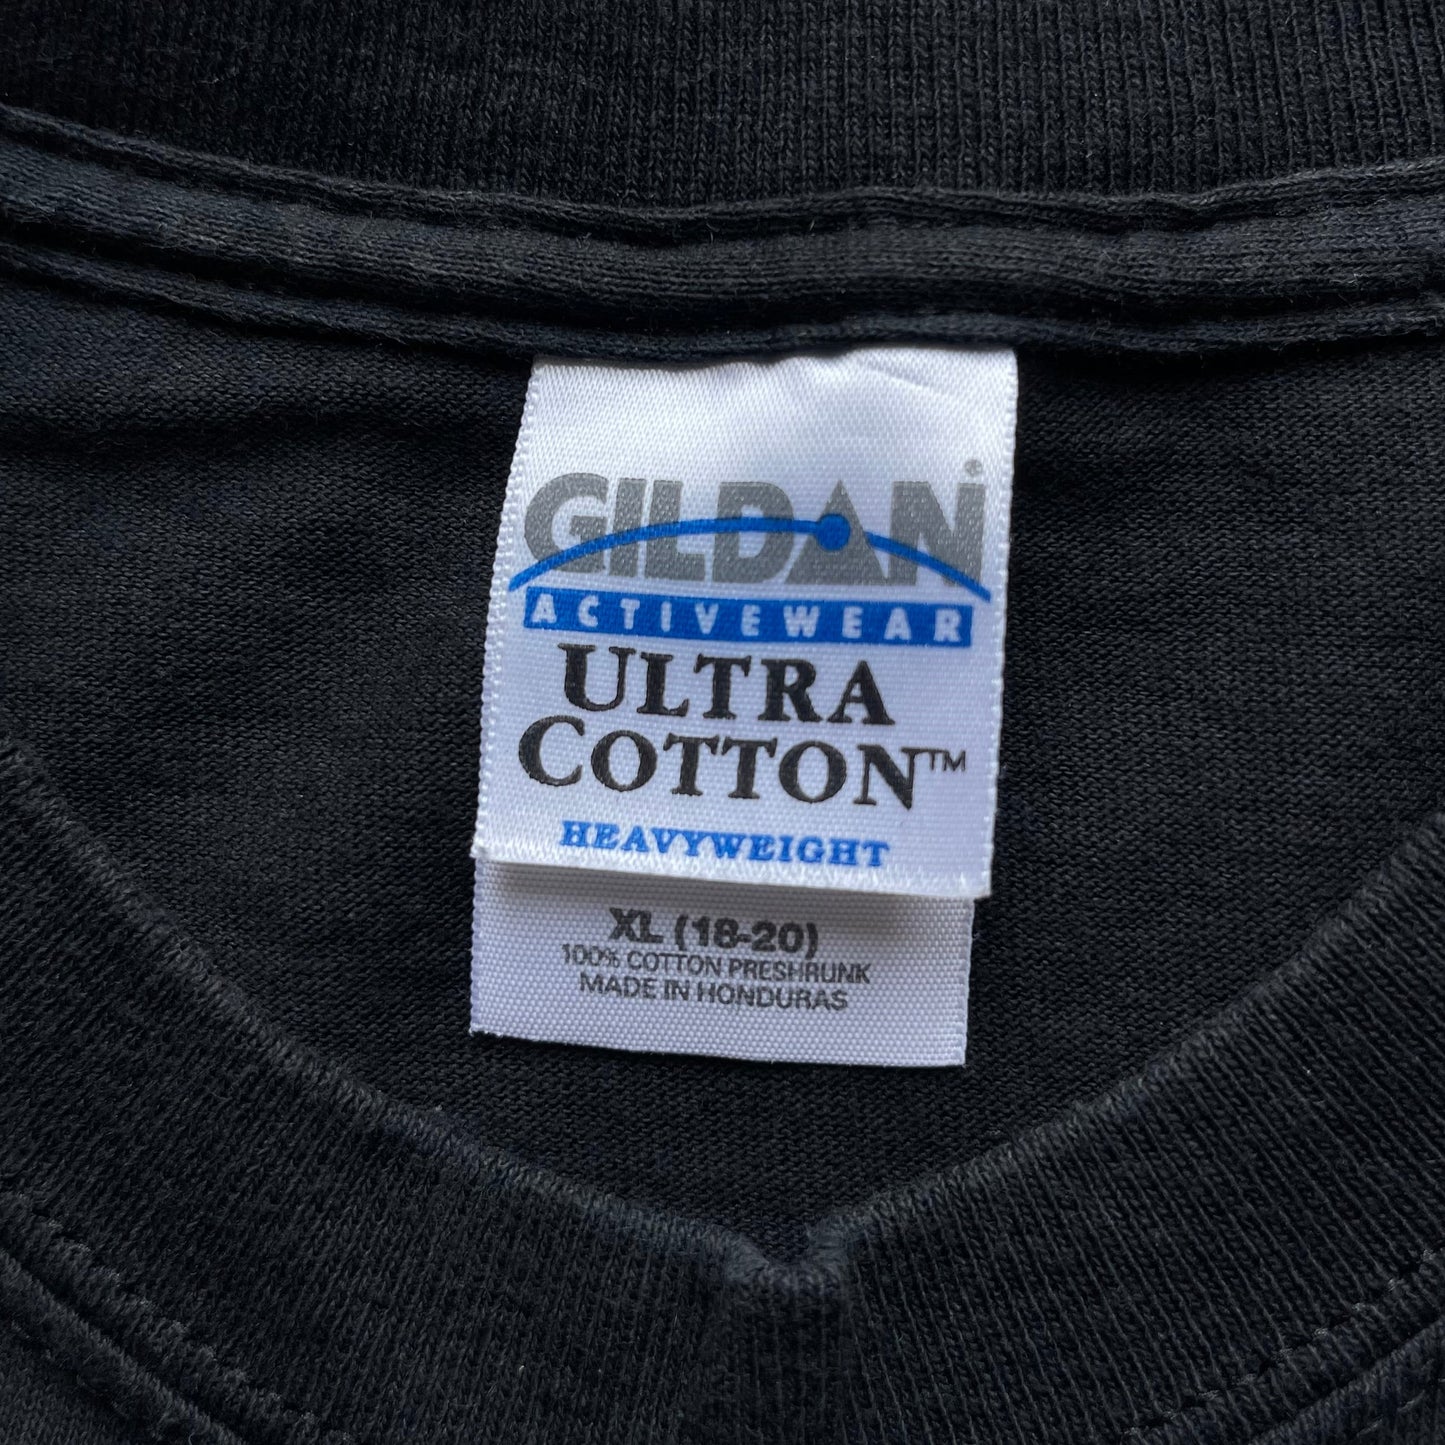 GILDAN®
ACTIVEWEAR
ULTRA
COTTON™
HEAVYWEIGHT
XL (18-20)
100% COTTON PRESHRUNK
MADE IN HONDURAS